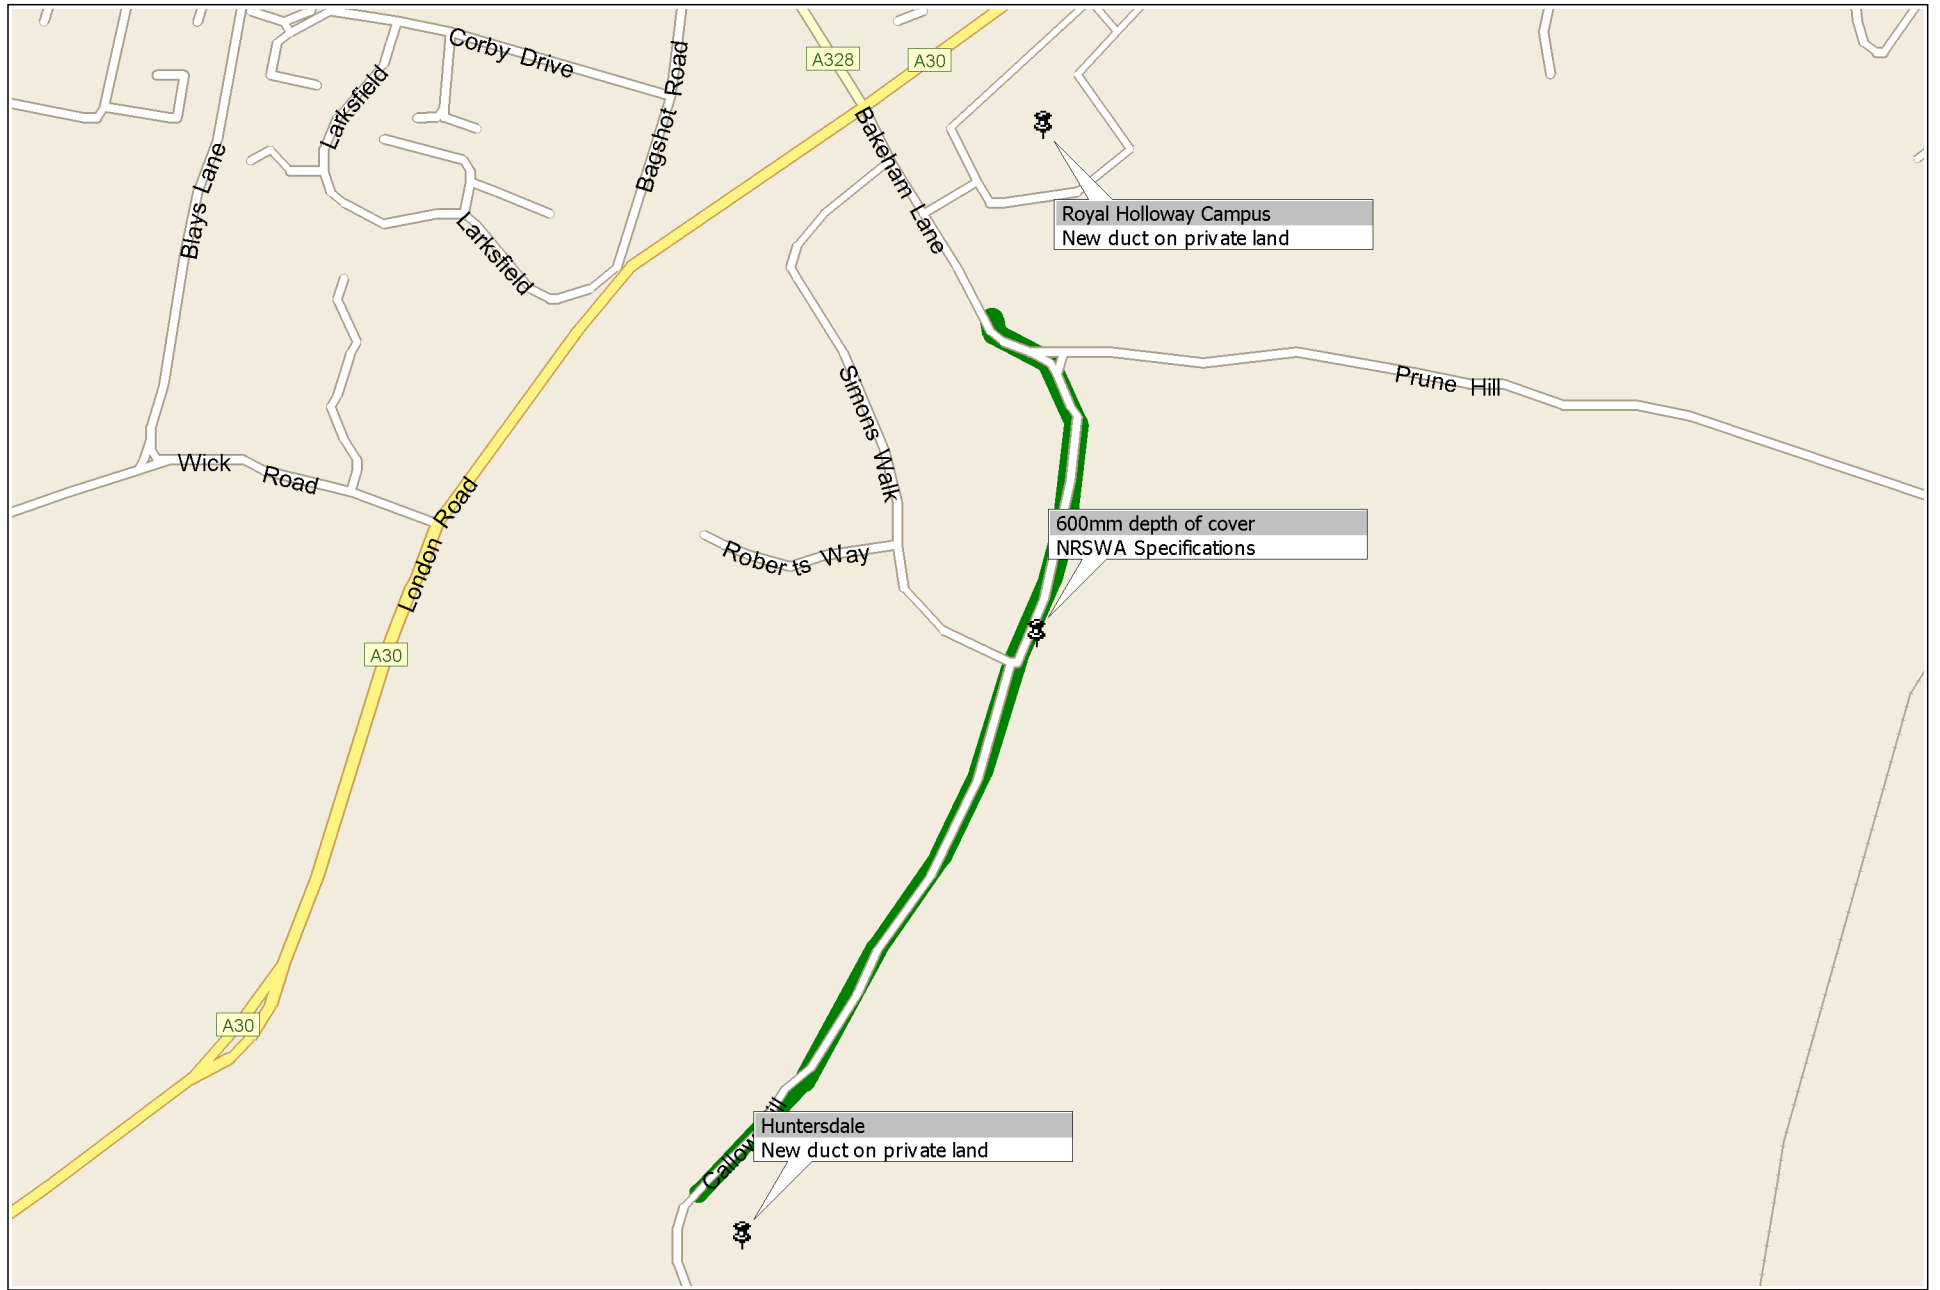 Corby Drive
A328
A30
Larksfield
Bagshot Road
Bakeham Lane
Blays Lane
Royal Holloway Campus
New duct on private land
Larksfield
Simons Walk
Prune Hill
Wick Road
London Road
600mm depth of cover
NRSWA Specifications
Roberts Way
A30
A30
Huntersdale
New duct on private land